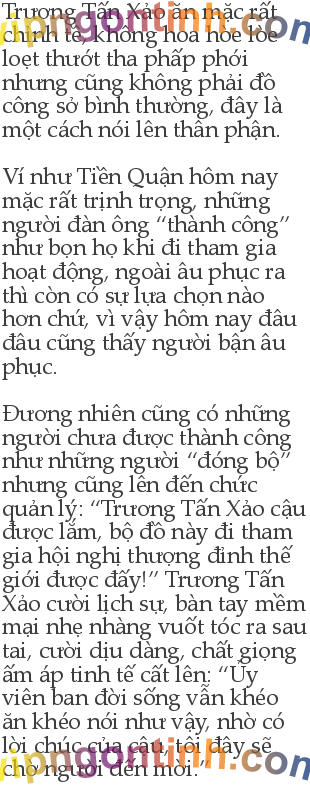 Trương Tấn Xảo ăn mặc rất
chỉnh tề, không hoa hoè loè
loẹt thướt tha phấp phới
nhưng cũng không phải đồ
công sở bình thường, đây là
một cách nói lên thân phận.
Ví như Tiền Quận hôm nay
mặc rất trịnh trọng, những
người đàn ông “thành công”
như bọn họ khi đi tham gia
hoạt động, ngoài âu phục ra
thì còn có sự lựa chọn nào
hơn chứ, vì vậy hôm nay đâu
đâu cũng thấy người bận âu
phục.
Đương nhiên cũng có những
người chưa được thành công
như những người “đóng bộ”
nhưng cũng lên đến chức
quản lý: “Trương Tấn Xảo cậu
được lắm, bộ đồ này đi tham
gia hội nghị thượng đỉnh thế
giới được đấy!” Trương Tấn
Xảo cười lịch sự, bàn tay mềm
mại nhẹ nhàng vuốt tóc ra sau
tai, cười dịu dàng, chất giọng
ấm áp tinh tế cất lên: “Ủy
viên ban đời sống vẫn khéo
ăn khéo nói như vậy, nhờ có
lời chúc của cậu, tôi đây sẽ
chờ người đến mời.”
vipngontinh.com
vipngontinh.com